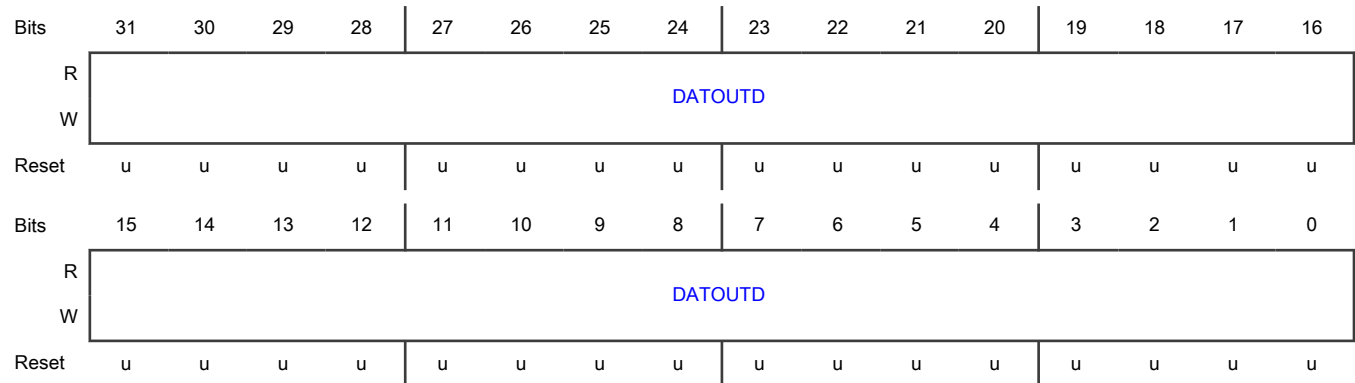 Bits 31 30 29 28 27 26 25 24 23 22 21 20 19 18 17 16
R
DATOUTD
W
Reset u u u u u u u u u u u u u u u u
Bits 15 14 13 12 11 10 9 8 7 6 5 4 3 2 1 0
R
DATOUTD
W
Reset u u u u u u u u u u u u u u u u